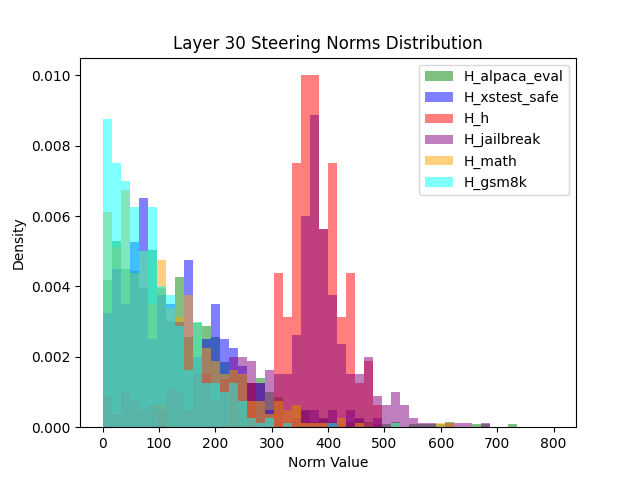 Layer 30 Steering Norms Distribution
Density
0.010
0.008
0.006
0.004
0.002
0.000
H_alpaca_eval
H_xstest_safe
H_h
H_jailbreak
H_math
H_gsm8k
0 100 200 300 400 500 600 700 800
Norm Value